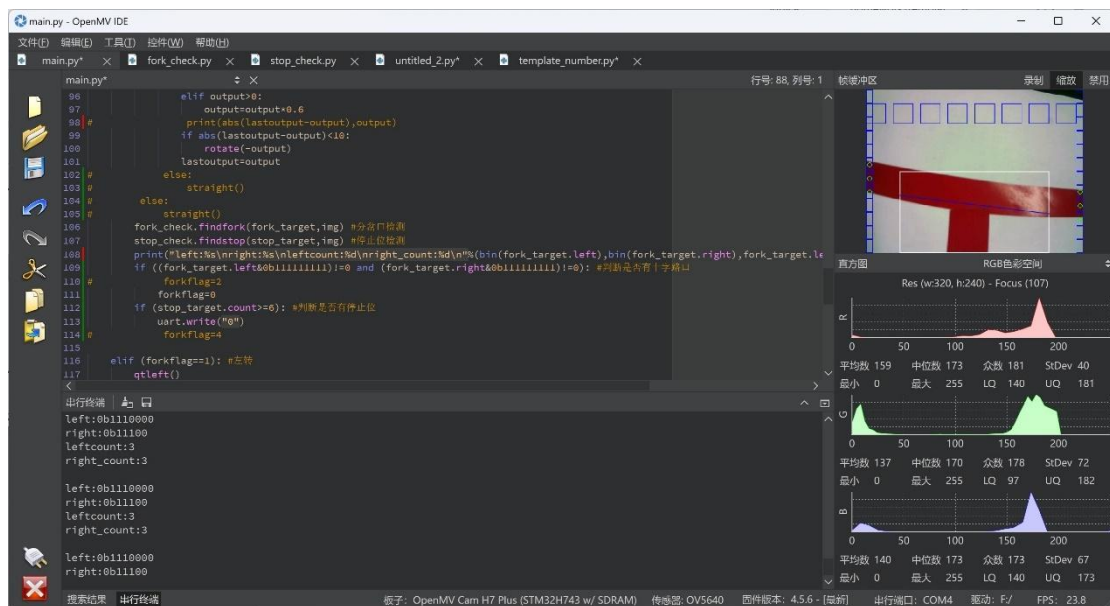 main.py - OpenMV IDE
文件(F) 编辑(E) 工具(T) 控件(W) 帮助(H)
main.py* fork_check.py stop_check.py untitled_2.py* template_number.py*
main.py* 行号: 88, 列号: 1 帧缓冲区 录制 缩放 禁用
96 elif output>0:
97 output=output*0.6
98 # print(abs(lastoutput-output),output)
99 if abs(lastoutput-output)<10:
100 rotate(-output)
101 lastoutput=output
102 # else:
103 # straight()
104 # else:
105 # straight()
106 fork_check.findfork(fork_target,img) #分岔口检测
107 stop_check.findstop(stop_target,img) #停止位检测
108 print("left:%s\nright:%s\nleftcount:%d\nright_count:%d\n"%(bin(fork_target.left),bin(fork_target.right),fork_target.le
109 if ((fork_target.left&0b111111111)!=0 and (fork_target.right&0b111111111)!=0): #判断是否有十字路口
110 # forkflag=2
111 forkflag=0
112 if (stop_target.count>=6): #判断是否有停止位
113 uart.write("0")
114 # forkflag=4
115
116 elif (forkflag==1): #左转
117 qtleft()
串行终端
left:0b1110000
right:0b11100
leftcount:3
right_count:3
left:0b1110000
right:0b11100
leftcount:3
right_count:3
left:0b1110000
right:0b11100
直方图 RGB色彩空间
Res (w:320, h:240) - Focus (107)
R
0 50 100 150 200
平均数 159 中位数 173 众数 181 StDev 40
最小 0 最大 255 LQ 140 UQ 181
G
0 50 100 150 200
平均数 137 中位数 170 众数 178 StDev 72
最小 0 最大 255 LQ 97 UQ 182
B
0 50 100 150 200
平均数 140 中位数 173 众数 173 StDev 67
最小 0 最大 255 LQ 140 UQ 173
搜索结果 串行终端 板子: OpenMV Cam H7 Plus (STM32H743 w/ SDRAM) 传感器: OV5640 固件版本: 4.5.6 - [最新] 串行端口: COM4 驱动: F:/ FPS: 23.8